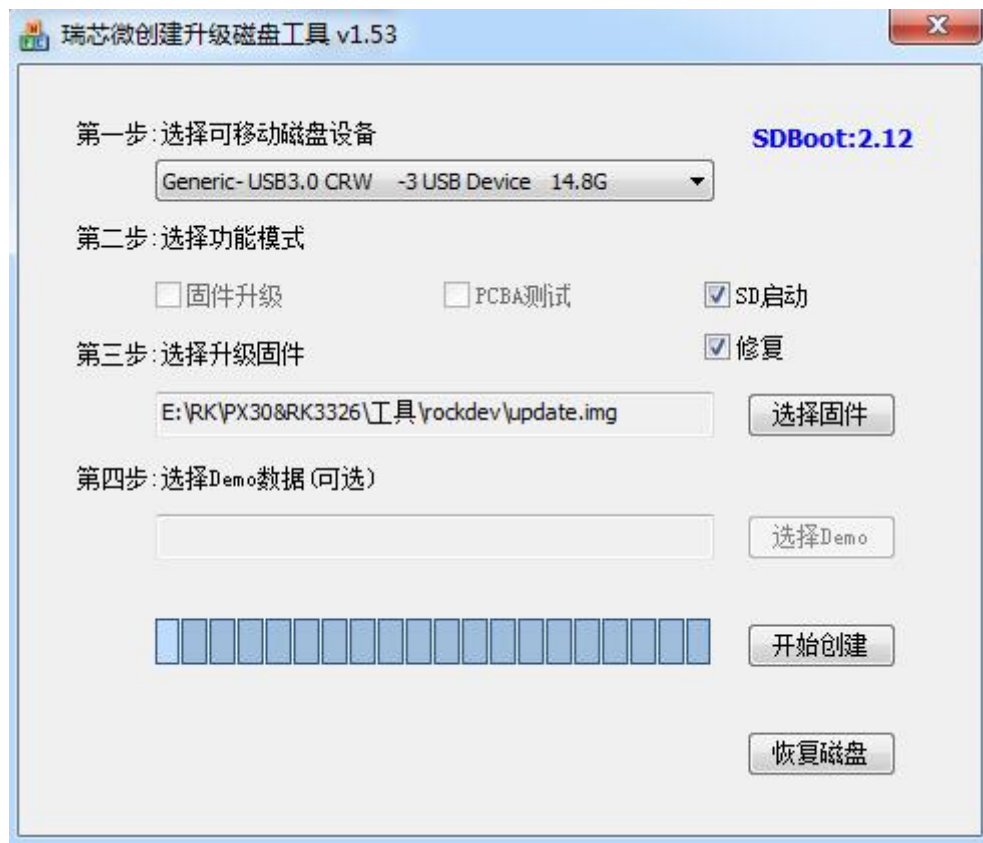 瑞芯微创建升级磁盘工具 v1.53
第一步:选择可移动磁盘设备
SDBoot:2.12
Generic- USB3.0 CRW -3 USB Device 14.8G
第二步:选择功能模式
固件升级 PCBA测试 SD启动
第三步:选择升级固件 修复
E:\RK\PX30&RK3326\工具\rockdev\update.img 选择固件
第四步:选择Demo数据(可选)
选择Demo
开始创建
恢复磁盘